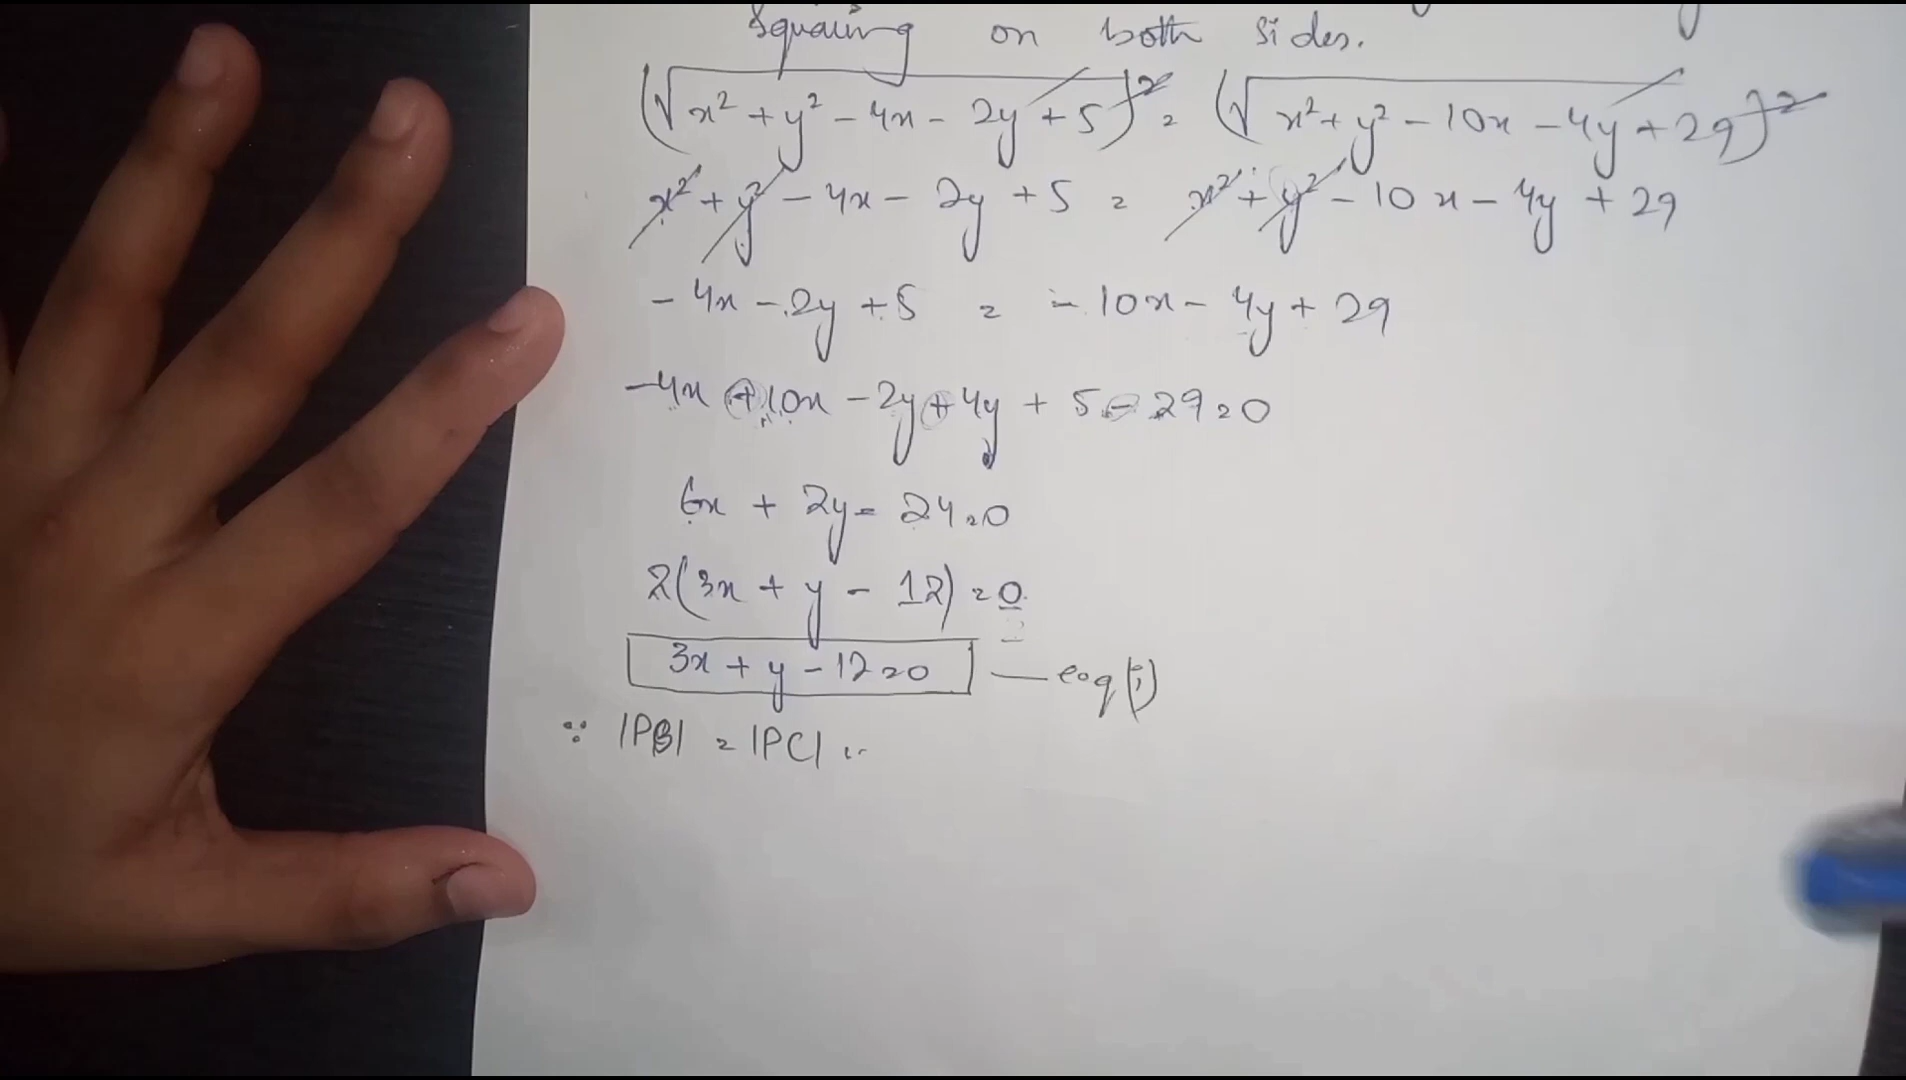 Squaring on both sides.
(√x² + y² - 4x - 2y + 5)² = (√x² + y² - 10x - 4y + 29)²
x² + y² - 4x - 2y + 5 = x² + y² - 10x - 4y + 29
- 4x - 2y + 5 = - 10x - 4y + 29
-4x + 10x - 2y + 4y + 5 - 29 = 0
6x + 2y - 24 = 0
2(3x + y - 12) = 0
3x + y - 12 = 0 — eoq (i)
∵ |PB| = |PC|